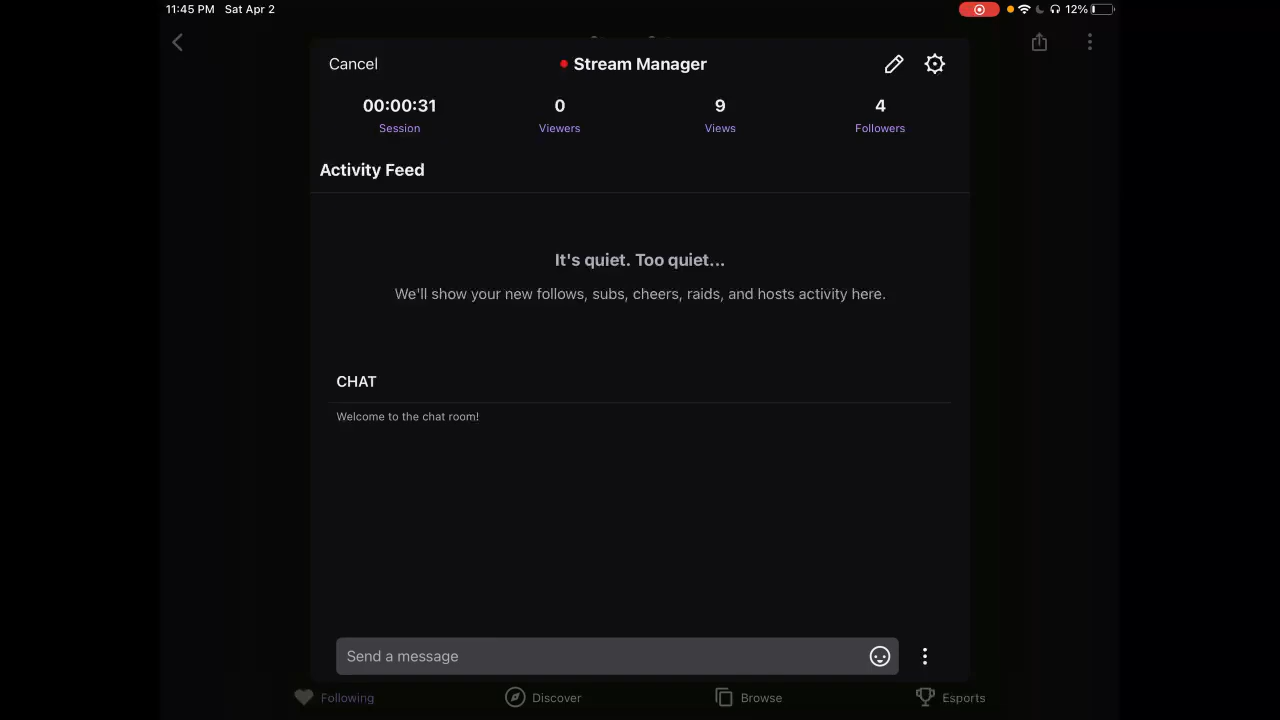 11:45 PM Sat Apr 2
12%
Cancel
Stream Manager
00:00:31
0
9
4
Session
Viewers
Views
Followers
Activity Feed
It's quiet. Too quiet...
We'll show your new follows, subs, cheers, raids, and hosts activity here.
CHAT
Welcome to the chat room!
Send a message
Following
Discover
Browse
Esports